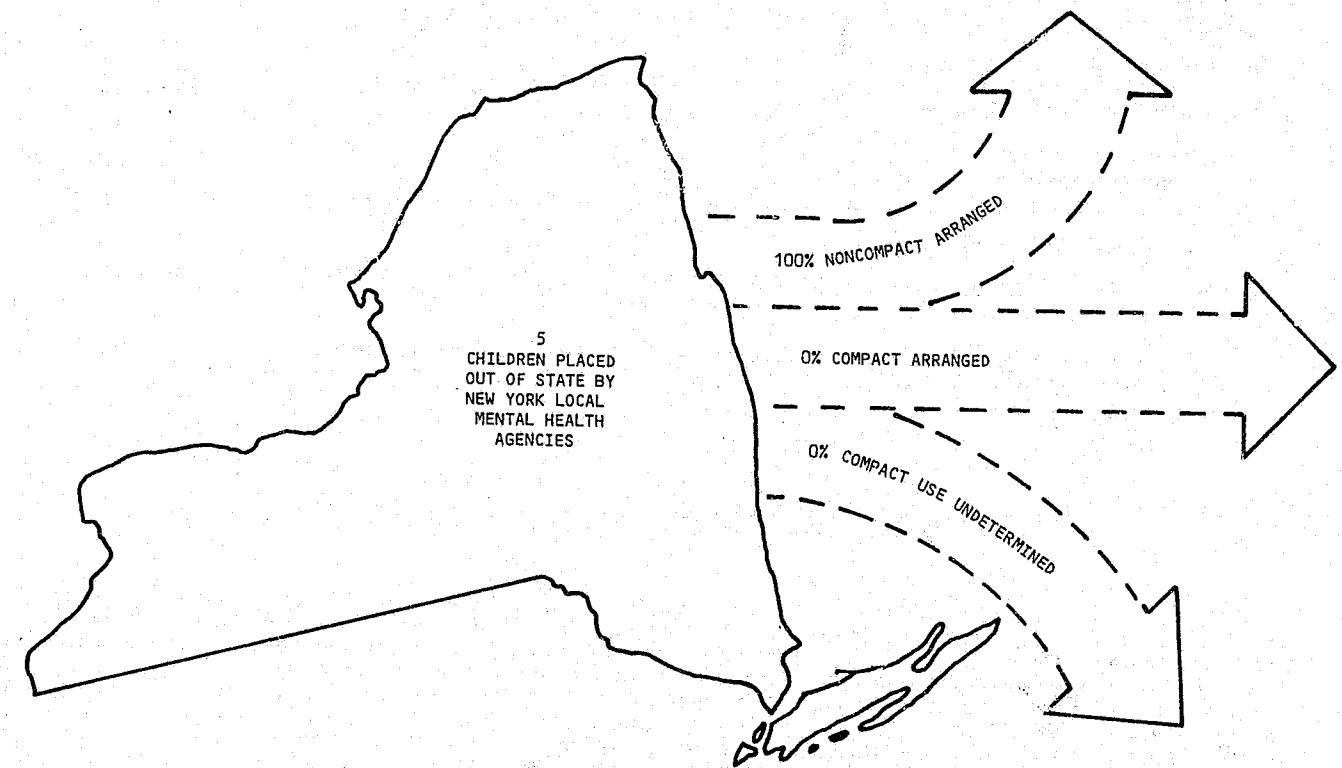 100% NONCOMPACT ARRANGED
5
CHILDREN PLACED
OUT OF STATE BY
NEW YORK LOCAL
MENTAL HEALTH
AGENCIES
0% COMPACT ARRANGED
0% COMPACT USE UNDETERMINED